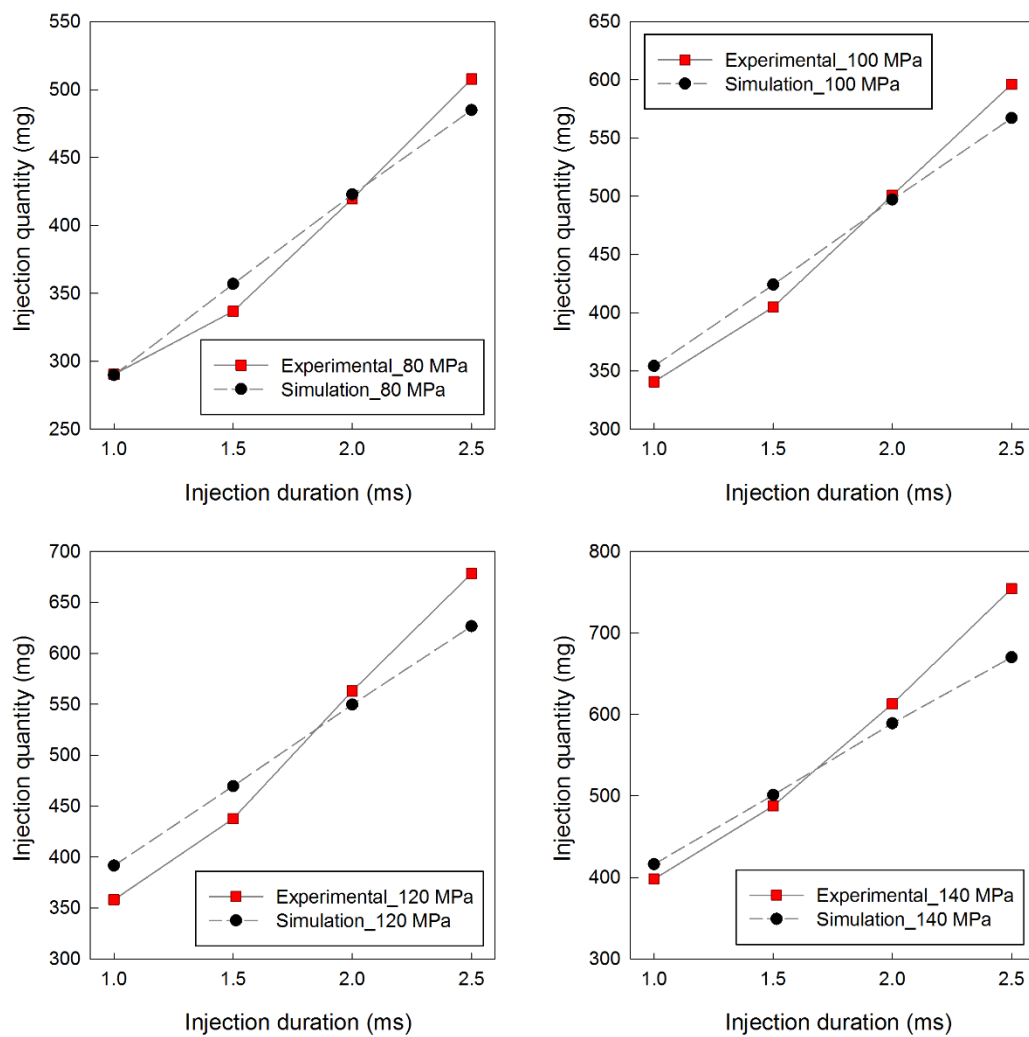 550
500
450
400
350
300
250
Injection quantity (mg)
Experimental_80 MPa
Simulation_80 MPa
1.0 1.5 2.0 2.5
Injection duration (ms)
650
600
550
500
450
400
350
300
Injection quantity (mg)
Experimental_100 MPa
Simulation_100 MPa
1.0 1.5 2.0 2.5
Injection duration (ms)
700
650
600
550
500
450
400
350
300
Injection quantity (mg)
Experimental_120 MPa
Simulation_120 MPa
1.0 1.5 2.0 2.5
Injection duration (ms)
800
700
600
500
400
300
Injection quantity (mg)
Experimental_140 MPa
Simulation_140 MPa
1.0 1.5 2.0 2.5
Injection duration (ms)